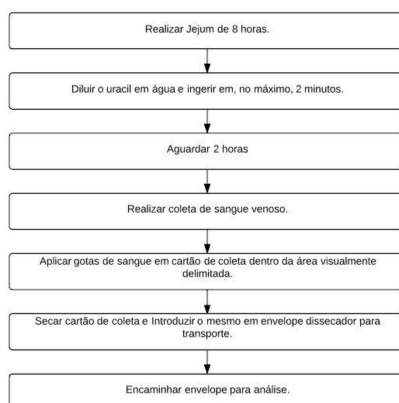 Realizar Jejum de 8 horas.
Diluir o uracil em água e ingerir em, no máximo, 2 minutos.
Aguardar 2 horas
Realizar coleta de sangue venoso.
Aplicar gotas de sangue em cartão de coleta dentro da área visualmente
delimitada.
Secar cartão de coleta e Introduzir o mesmo em envelope dissecador para
transporte.
Encaminhar envelope para análise.